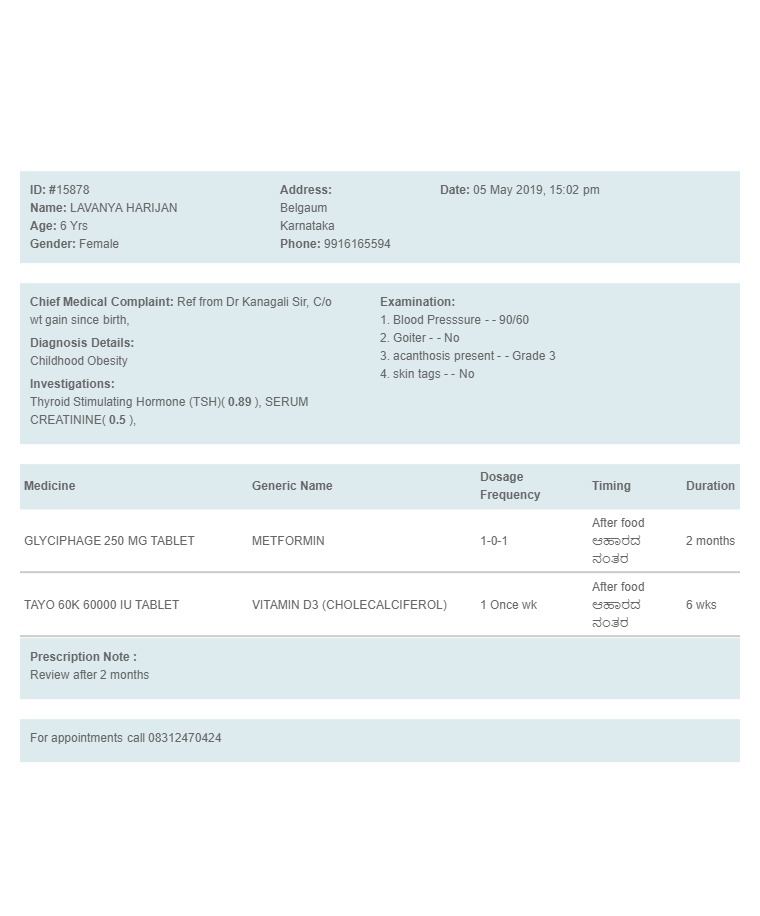 ID: #15878
Name: LAVANYA HARIJAN
Age: 6 Yrs
Gender: Female
Address:
Belgaum
Karnataka
Phone: 9916165594
Date: 05 May 2019, 15:02 pm
Chief Medical Complaint: Ref from Dr Kanagali Sir, C/o
wt gain since birth,
Diagnosis Details:
Childhood Obesity
Investigations:
Thyroid Stimulating Hormone (TSH)( 0.89 ), SERUM
CREATININE( 0.5 ),
Examination:
1. Blood Presssure - - 90/60
2. Goiter - - No
3. acanthosis present - - Grade 3
4. skin tags - - No
Medicine Generic Name Dosage Frequency Timing Duration
GLYCIPHAGE 250 MG TABLET METFORMIN 1-0-1 After food ಆಹಾರದ ನಂತರ 2 months
TAYO 60K 60000 IU TABLET VITAMIN D3 (CHOLECALCIFEROL) 1 Once wk After food ಆಹಾರದ ನಂತರ 6 wks
Prescription Note :
Review after 2 months
For appointments call 08312470424